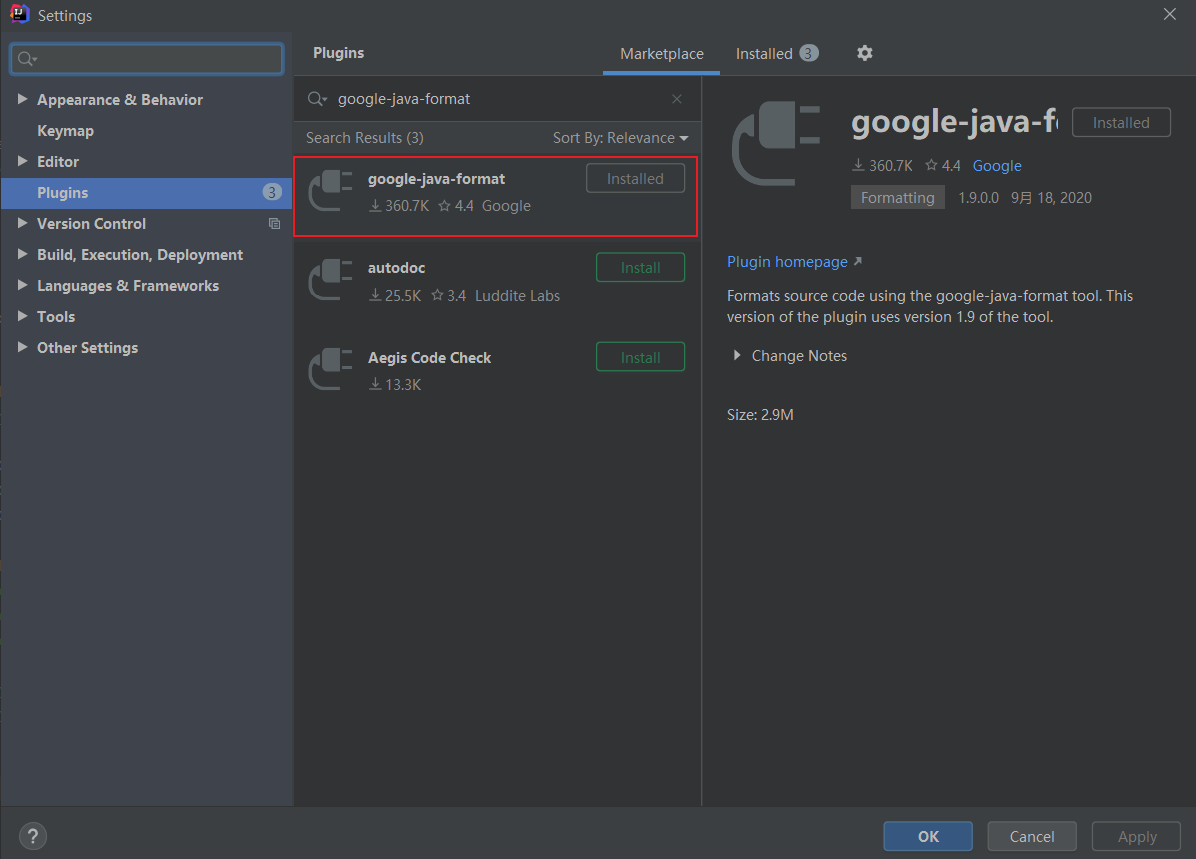 Settings
Appearance & Behavior
Keymap
Editor
Plugins 3
Version Control
Build, Execution, Deployment
Languages & Frameworks
Tools
Other Settings
Plugins
Marketplace
Installed 3
google-java-format
Search Results (3)
Sort By: Relevance
google-java-format
Installed
360.7K 4.4 Google
autodoc
Install
25.5K 3.4 Luddite Labs
Aegis Code Check
Install
13.3K
google-java-fo
Installed
360.7K 4.4 Google
Formatting 1.9.0.0 9月 18, 2020
Plugin homepage
Formats source code using the google-java-format tool. This
version of the plugin uses version 1.9 of the tool.
Change Notes
Size: 2.9M
?
OK
Cancel
Apply